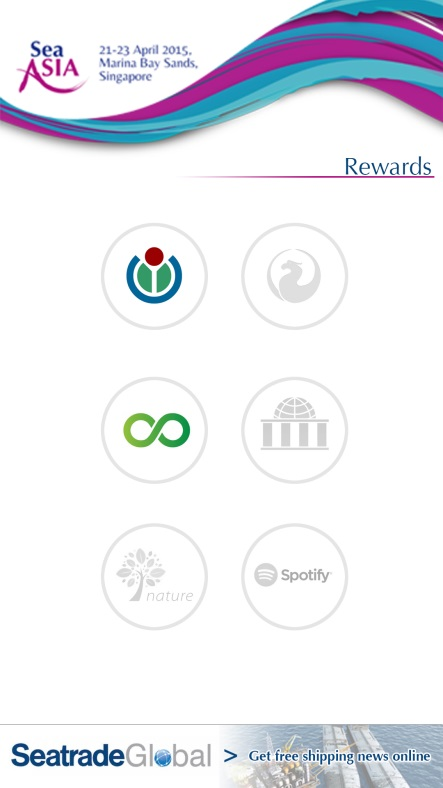 Sea
ASIA
21-23 April 2015,
Marina Bay Sands,
Singapore
Rewards
nature
Spotify
SeatradeGlobal > Get free shipping news online